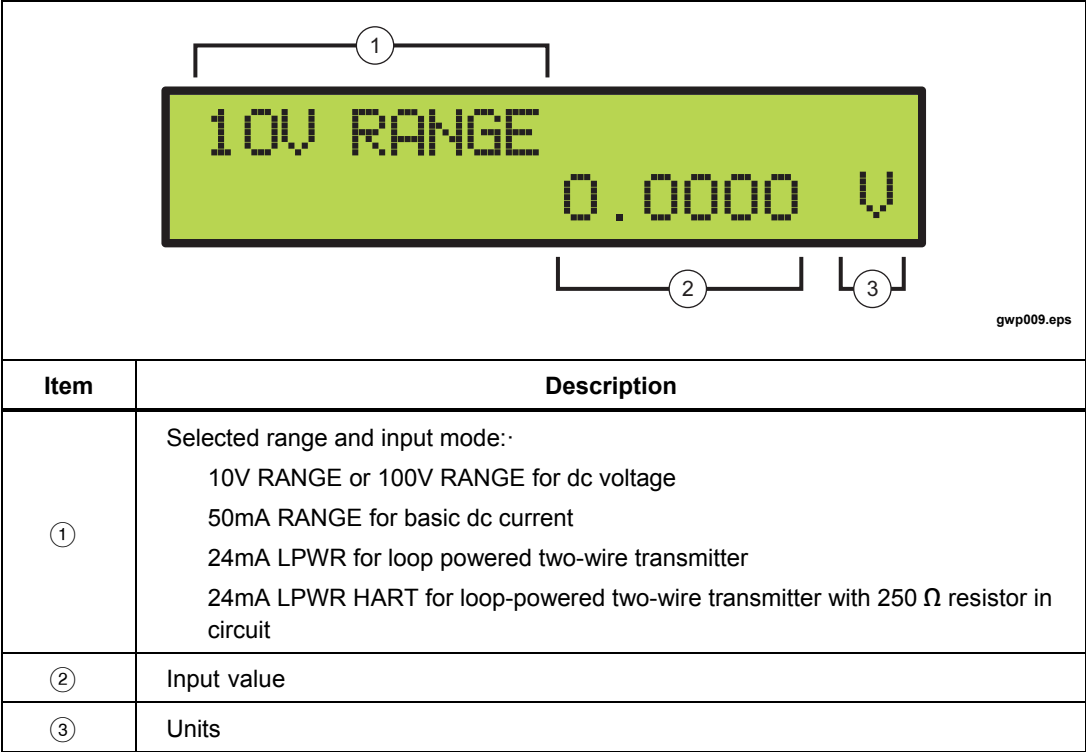 1
10V RANGE
0.0000 V
2 3
gwp009.eps
Item Description
1 Selected range and input mode:·
10V RANGE or 100V RANGE for dc voltage
50mA RANGE for basic dc current
24mA LPWR for loop powered two-wire transmitter
24mA LPWR HART for loop-powered two-wire transmitter with 250 Ω resistor in
circuit
2 Input value
3 Units